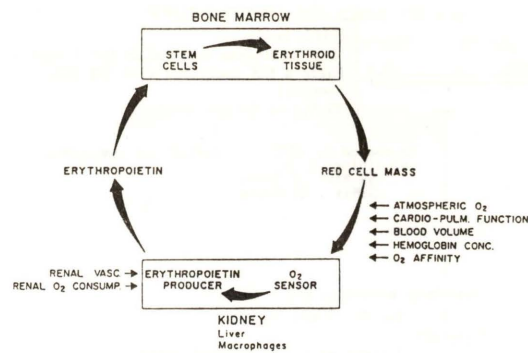 BONE MARROW
STEM CELLS
ERYTHROID TISSUE
ERYTHROPOIETIN
RED CELL MASS
ATMOSPHERIC O₂
CARDIO-PULM. FUNCTION
BLOOD VOLUME
HEMOGLOBIN CONC.
O₂ AFFINITY
RENAL VASC.
RENAL O₂ CONSUMP.
ERYTHROPOIETIN PRODUCER
O₂ SENSOR
KIDNEY
Liver
Macrophages